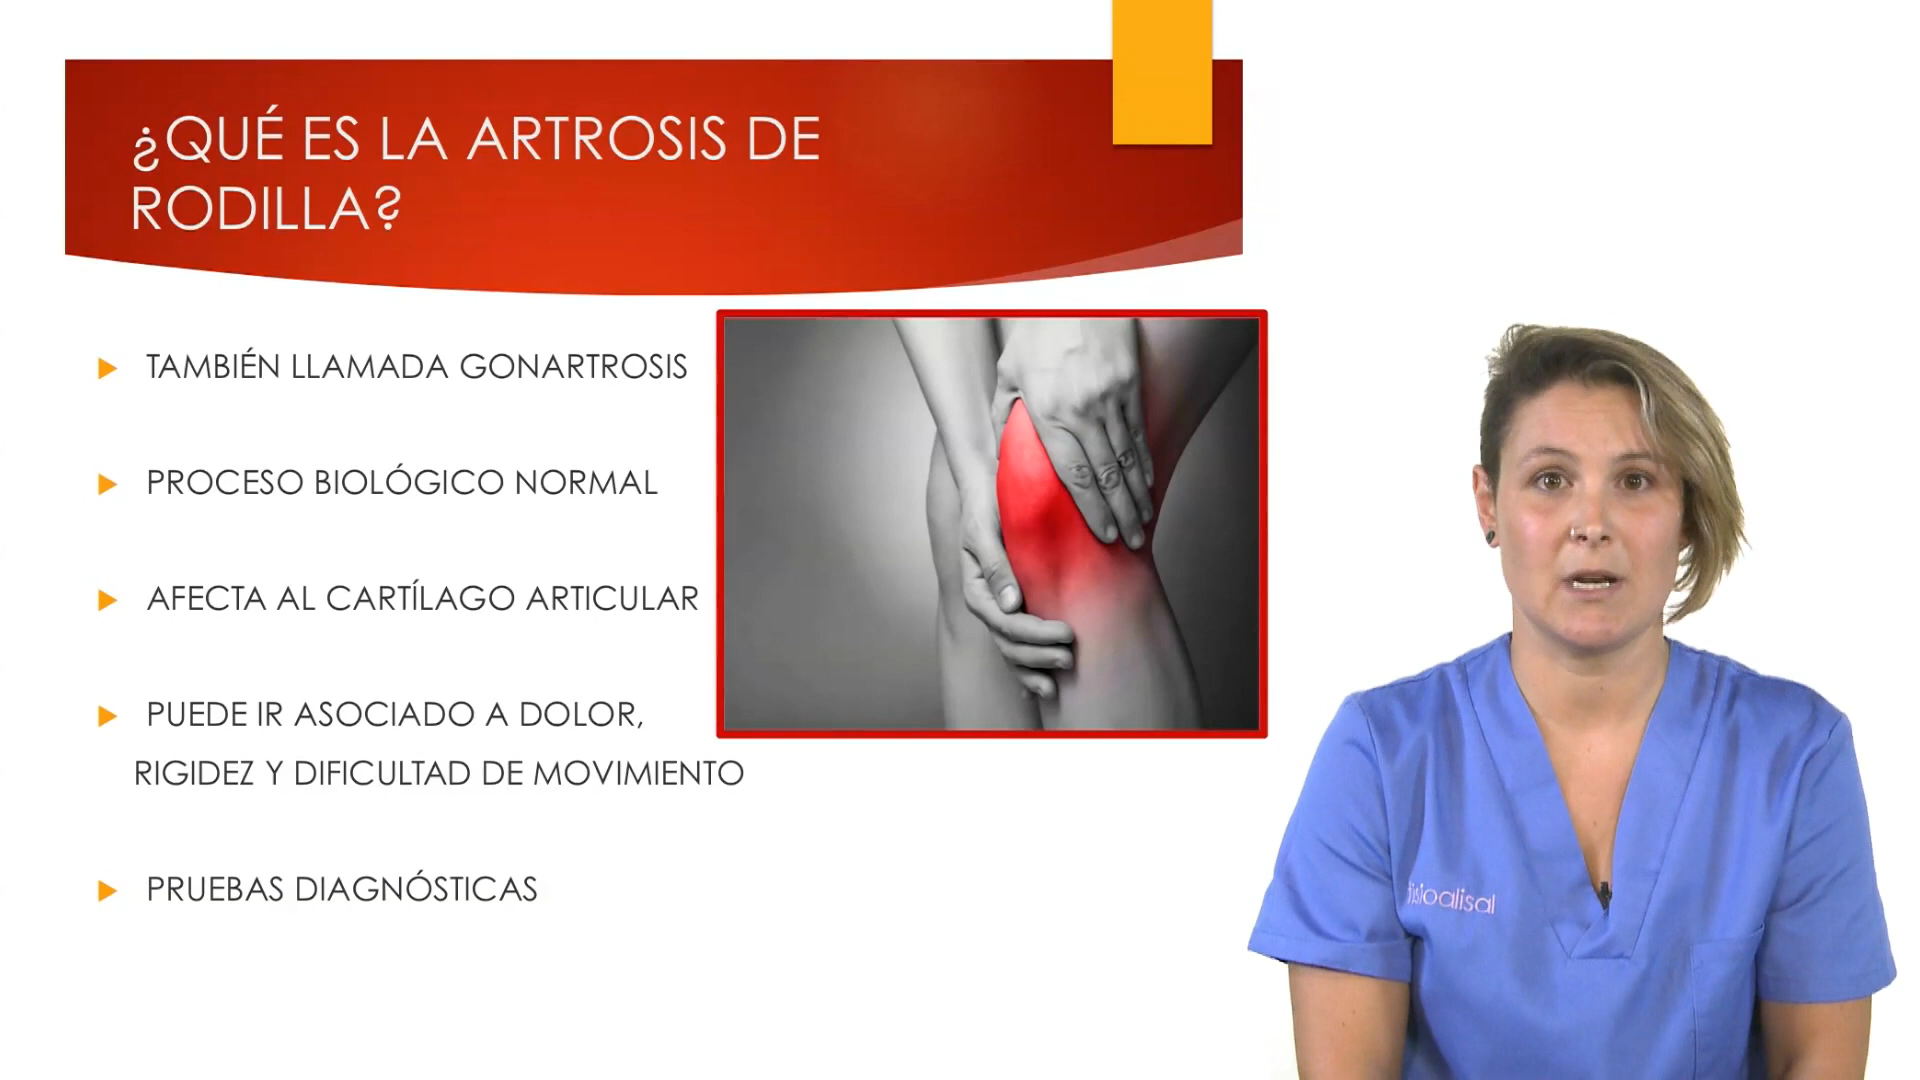 ¿QUÉ ES LA ARTROSIS DE
RODILLA?
TAMBIÉN LLAMADA GONARTROSIS
PROCESO BIOLÓGICO NORMAL
AFECTA AL CARTÍLAGO ARTICULAR
PUEDE IR ASOCIADO A DOLOR,
RIGIDEZ Y DIFICULTAD DE MOVIMIENTO
PRUEBAS DIAGNÓSTICAS
fisioalisal